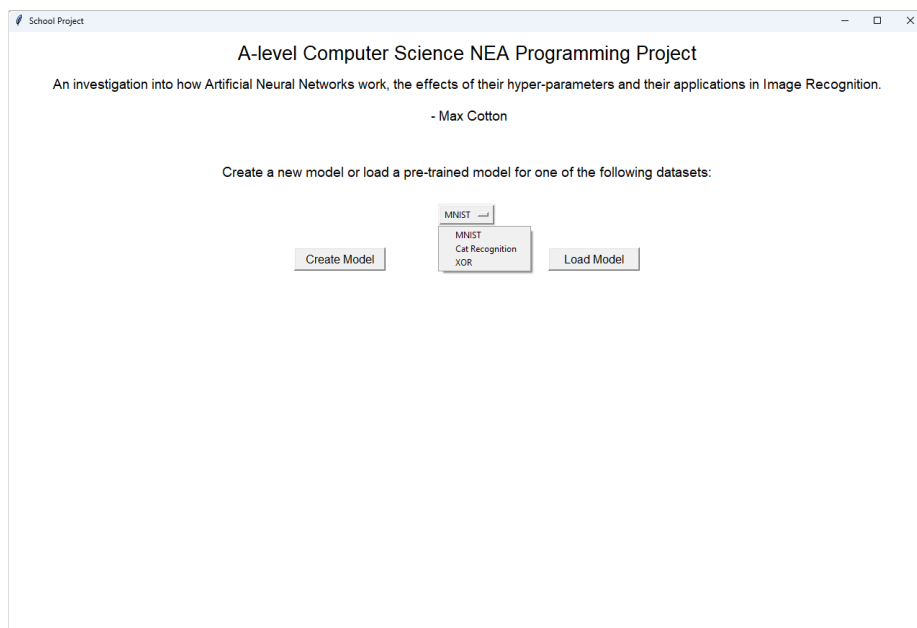 School Project
A-level Computer Science NEA Programming Project
An investigation into how Artificial Neural Networks work, the effects of their hyper-parameters and their applications in Image Recognition.
- Max Cotton
Create a new model or load a pre-trained model for one of the following datasets:
MNIST
MNIST
Cat Recognition
XOR
Create Model
Load Model